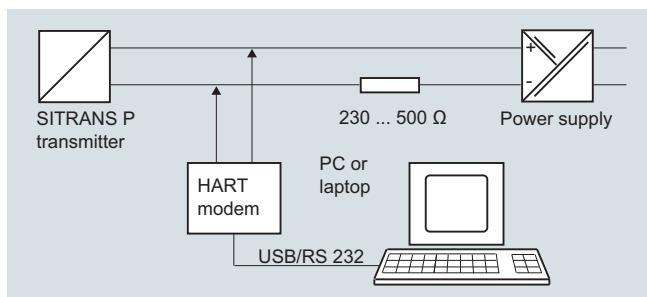 +
-
SITRANS P
transmitter
230 ... 500 Ω
Power supply
HART
modem
PC or
laptop
USB/RS 232